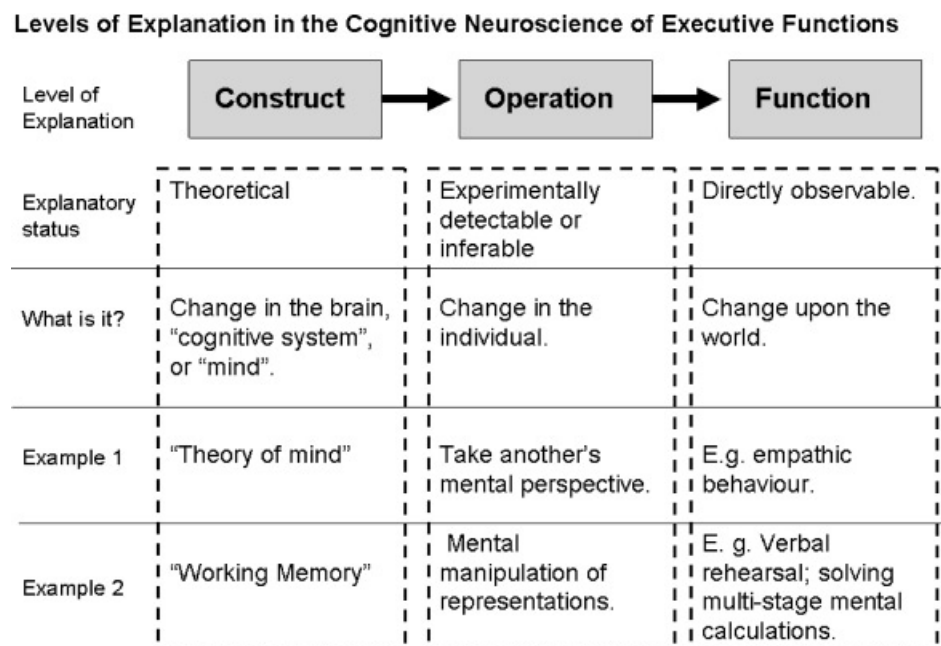 Levels of Explanation in the Cognitive Neuroscience of Executive Functions
Level of
Explanation
Construct
Operation
Function
Explanatory
status
Theoretical
Experimentally
detectable or
inferable
Directly observable.
What is it?
Change in the brain,
“cognitive system”,
or “mind”.
Change in the
individual.
Change upon the
world.
Example 1
“Theory of mind”
Take another’s
mental perspective.
E.g. empathic
behaviour.
Example 2
“Working Memory”
Mental
manipulation of
representations.
E. g. Verbal
rehearsal; solving
multi-stage mental
calculations.